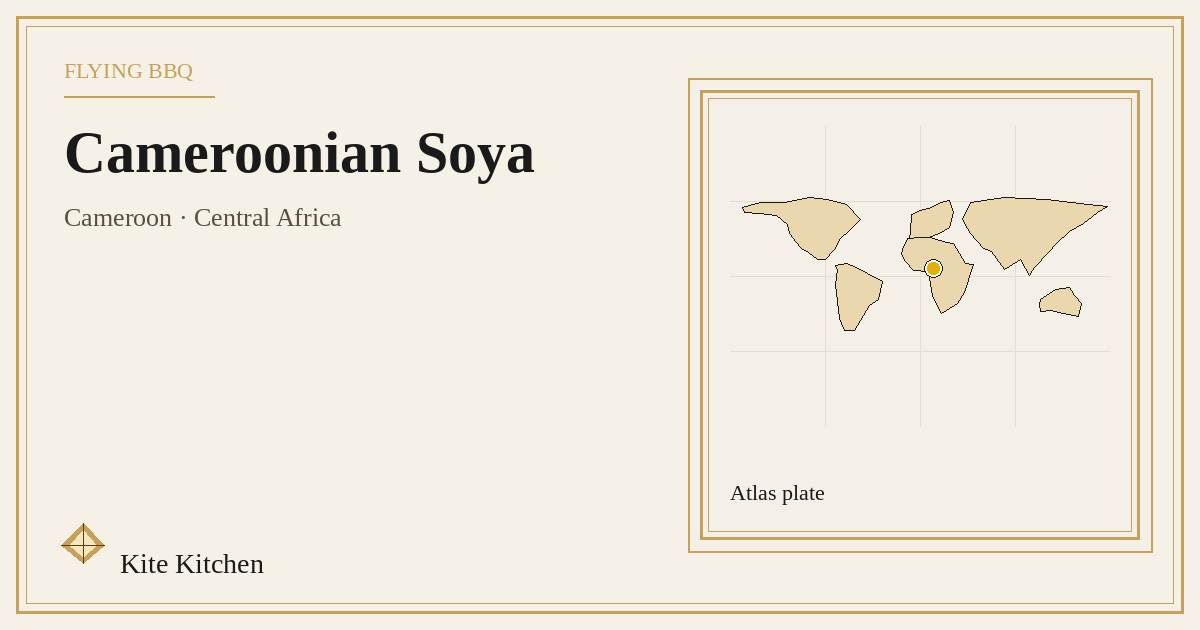 FLYING BBQ
Cameroonian Soya
Cameroon · Central Africa
Atlas plate
Kite Kitchen